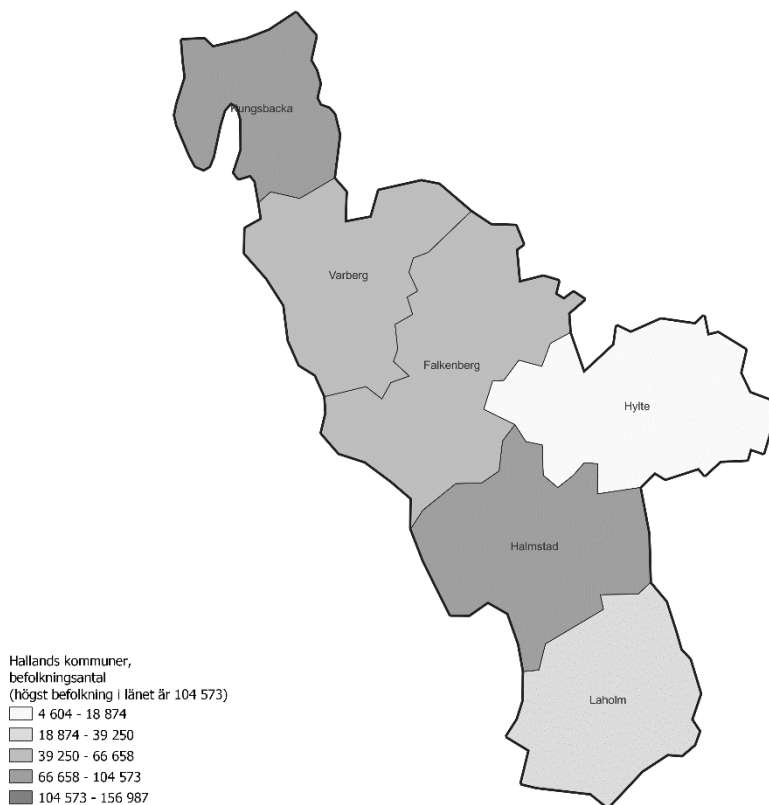 Kungsbacka
Varberg
Falkenberg
Hylte
Halmstad
Laholm
Hallands kommuner,
befolkningsantal
(högst befolkning i länet är 104 573)
4 604 - 18 874
18 874 - 39 250
39 250 - 66 658
66 658 - 104 573
104 573 - 156 987